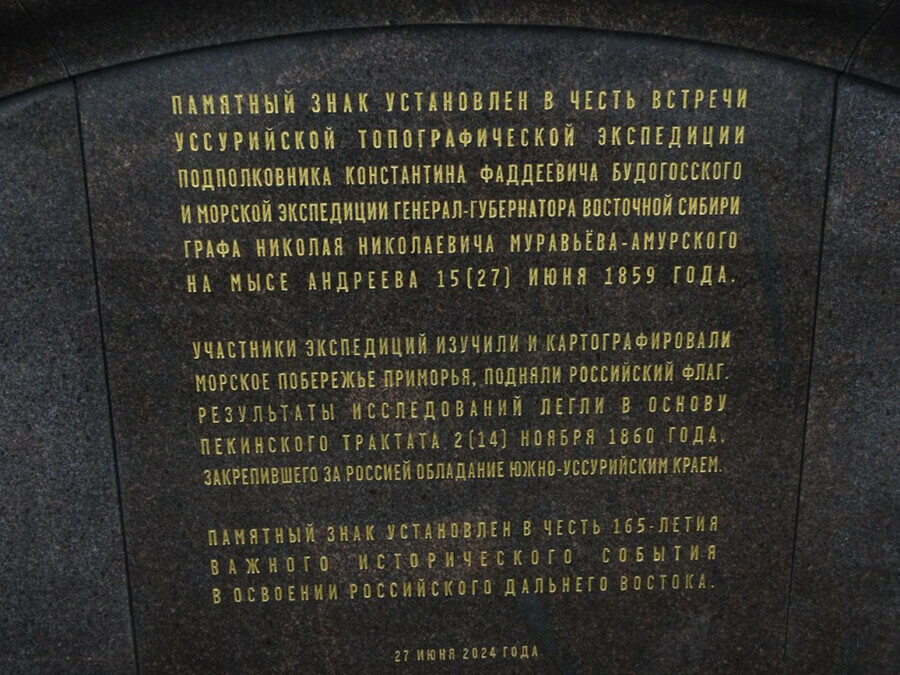 ПАМЯТНЫЙ ЗНАК УСТАНОВЛЕН В ЧЕСТЬ ВСТРЕЧИ
УССУРИЙСКОЙ ТОПОГРАФИЧЕСКОЙ ЭКСПЕДИЦИИ
ПОДПОЛКОВНИКА КОНСТАНТИНА ФАДДЕЕВИЧА БУДОГОССКОГО
И МОРСКОЙ ЭКСПЕДИЦИИ ГЕНЕРАЛ-ГУБЕРНАТОРА ВОСТОЧНОЙ СИБИРИ
ГРАФА НИКОЛАЯ НИКОЛАЕВИЧА МУРАВЬЁВА-АМУРСКОГО
НА МЫСЕ АНДРЕЕВА 15(27) ИЮНЯ 1859 ГОДА.
УЧАСТНИКИ ЭКСПЕДИЦИЙ ИЗУЧИЛИ И КАРТОГРАФИРОВАЛИ
МОРСКОЕ ПОБЕРЕЖЬЕ ПРИМОРЬЯ, ПОДНЯЛИ РОССИЙСКИЙ ФЛАГ.
РЕЗУЛЬТАТЫ ИССЛЕДОВАНИЙ ЛЕГЛИ В ОСНОВУ
ПЕКИНСКОГО ТРАКТАТА 2(14) НОЯБРЯ 1860 ГОДА,
ЗАКРЕПИВШЕГО ЗА РОССИЕЙ ОБЛАДАНИЕ ЮЖНО-УССУРИЙСКИМ КРАЕМ.
ПАМЯТНЫЙ ЗНАК УСТАНОВЛЕН В ЧЕСТЬ 165-ЛЕТИЯ
ВАЖНОГО ИСТОРИЧЕСКОГО СОБЫТИЯ
В ОСВОЕНИИ РОССИЙСКОГО ДАЛЬНЕГО ВОСТОКА.
27 ИЮНЯ 2024 ГОДА